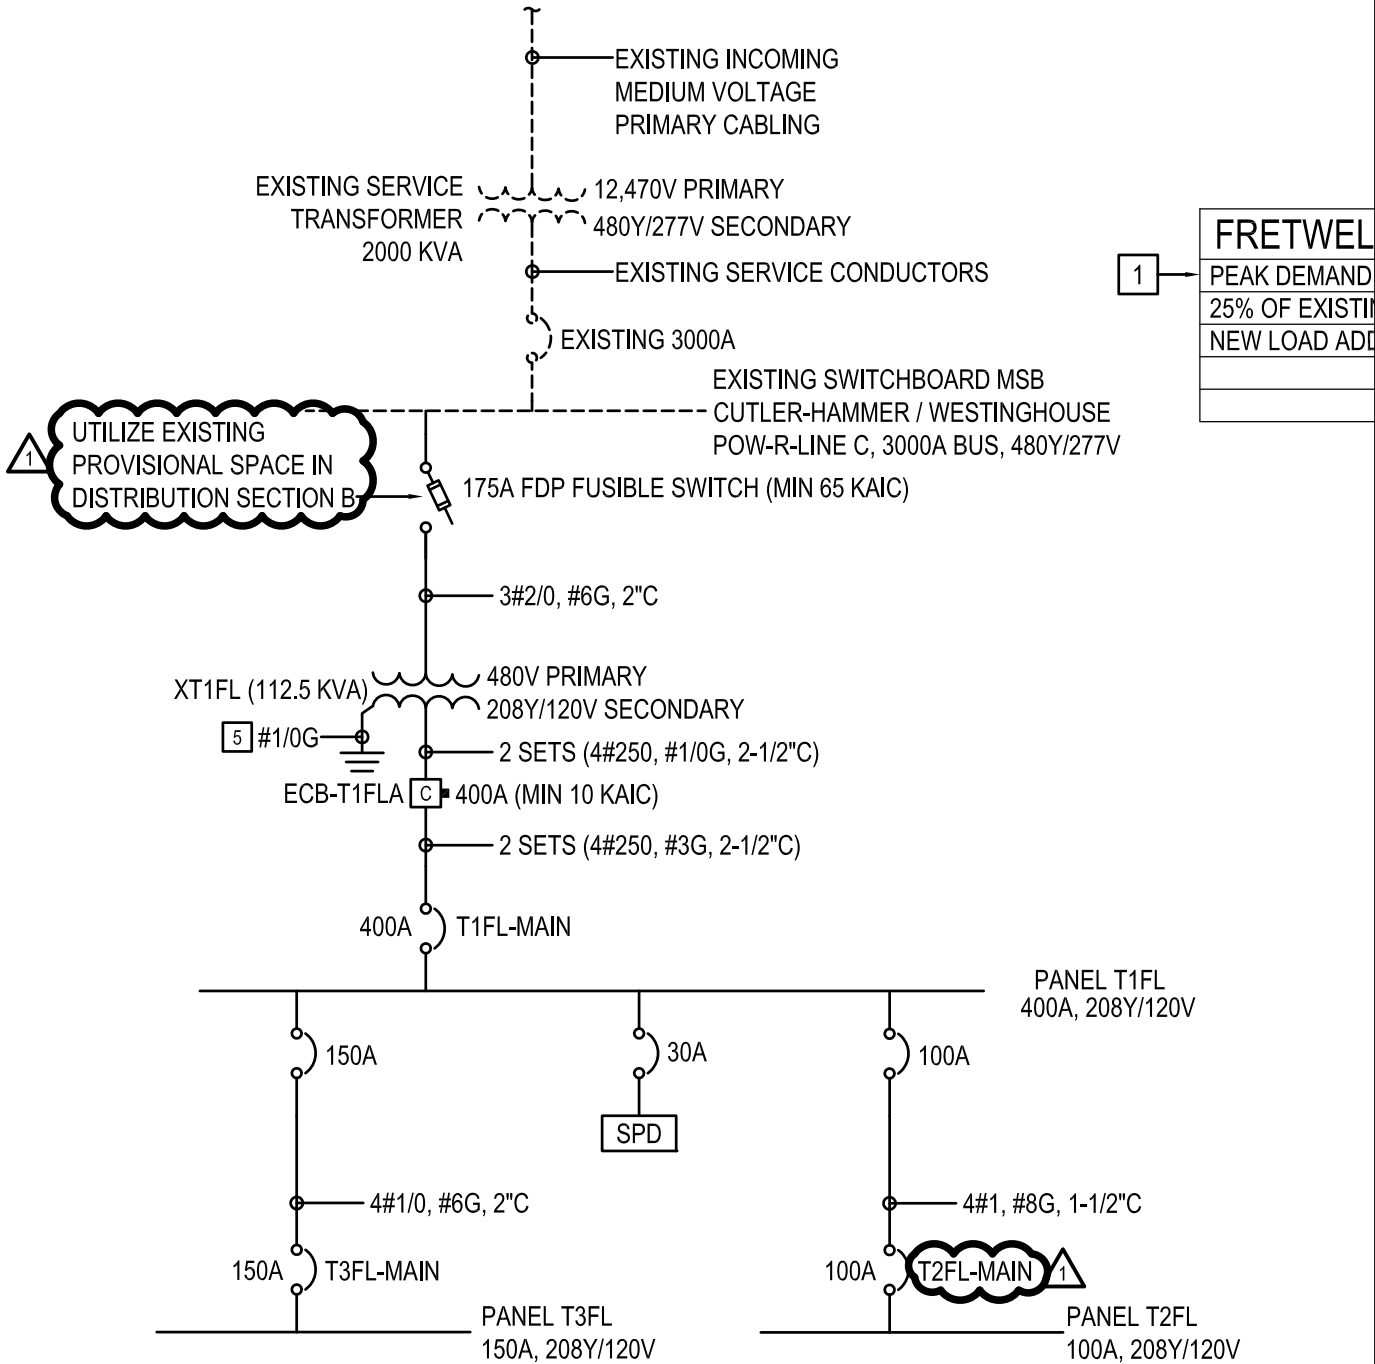 EXISTING INCOMING
MEDIUM VOLTAGE
PRIMARY CABLING
EXISTING SERVICE
TRANSFORMER
2000 KVA
12,470V PRIMARY
480Y/277V SECONDARY
EXISTING SERVICE CONDUCTORS
1
FRETWEL
PEAK DEMAND
25% OF EXISTIN
NEW LOAD ADD
EXISTING 3000A
EXISTING SWITCHBOARD MSB
CUTLER-HAMMER / WESTINGHOUSE
POW-R-LINE C, 3000A BUS, 480Y/277V
1
UTILIZE EXISTING
PROVISIONAL SPACE IN
DISTRIBUTION SECTION B
175A FDP FUSIBLE SWITCH (MIN 65 KAIC)
3#2/0, #6G, 2"C
XT1FL (112.5 KVA)
480V PRIMARY
208Y/120V SECONDARY
5 #1/0G
2 SETS (4#250, #1/0G, 2-1/2"C)
ECB-T1FLA C 400A (MIN 10 KAIC)
2 SETS (4#250, #3G, 2-1/2"C)
400A T1FL-MAIN
PANEL T1FL
400A, 208Y/120V
150A
30A
100A
SPD
4#1/0, #6G, 2"C
4#1, #8G, 1-1/2"C
150A T3FL-MAIN
100A T2FL-MAIN 1
PANEL T3FL
150A, 208Y/120V
PANEL T2FL
100A, 208Y/120V